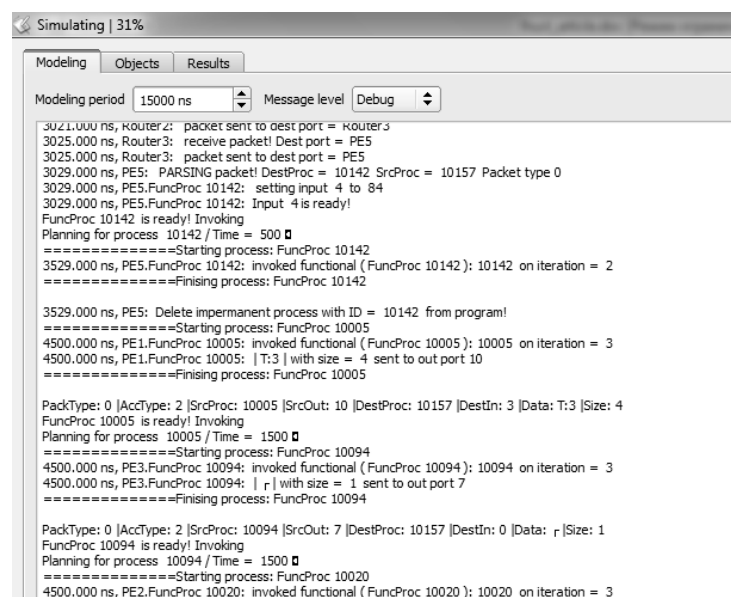 Simulating | 31%
Modeling Objects Results
Modeling period 15000 ns Message level Debug
3021.000 ns, Router2: packet sent to dest port = Router3
3025.000 ns, Router3: receive packet! Dest port = PE5
3025.000 ns, Router3: packet sent to dest port = PE5
3029.000 ns, PE5: PARSING packet! DestProc = 10142 SrcProc = 10157 Packet type 0
3029.000 ns, PE5.FuncProc 10142: setting input 4 to 84
3029.000 ns, PE5.FuncProc 10142: Input 4 is ready!
FuncProc 10142 is ready! Invoking
Planning for process 10142 / Time = 500
==============Starting process: FuncProc 10142
3529.000 ns, PE5.FuncProc 10142: invoked functional ( FuncProc 10142 ): 10142 on iteration = 2
==============Finising process: FuncProc 10142
3529.000 ns, PE5: Delete impermanent process with ID = 10142 from program!
==============Starting process: FuncProc 10005
4500.000 ns, PE1.FuncProc 10005: invoked functional ( FuncProc 10005 ): 10005 on iteration = 3
4500.000 ns, PE1.FuncProc 10005: | T:3 | with size = 4 sent to out port 10
==============Finising process: FuncProc 10005
PackType: 0 |AccType: 2 |SrcProc: 10005 |SrcOut: 10 |DestProc: 10157 |DestIn: 3 |Data: T:3 |Size: 4
FuncProc 10005 is ready! Invoking
Planning for process 10005 / Time = 1500
==============Starting process: FuncProc 10094
4500.000 ns, PE3.FuncProc 10094: invoked functional ( FuncProc 10094 ): 10094 on iteration = 3
4500.000 ns, PE3.FuncProc 10094: | ┌ | with size = 1 sent to out port 7
==============Finising process: FuncProc 10094
PackType: 0 |AccType: 2 |SrcProc: 10094 |SrcOut: 7 |DestProc: 10157 |DestIn: 0 |Data: ┌ |Size: 1
FuncProc 10094 is ready! Invoking
Planning for process 10094 / Time = 1500
==============Starting process: FuncProc 10020
4500.000 ns, PE2.FuncProc 10020: invoked functional ( FuncProc 10020 ): 10020 on iteration = 3